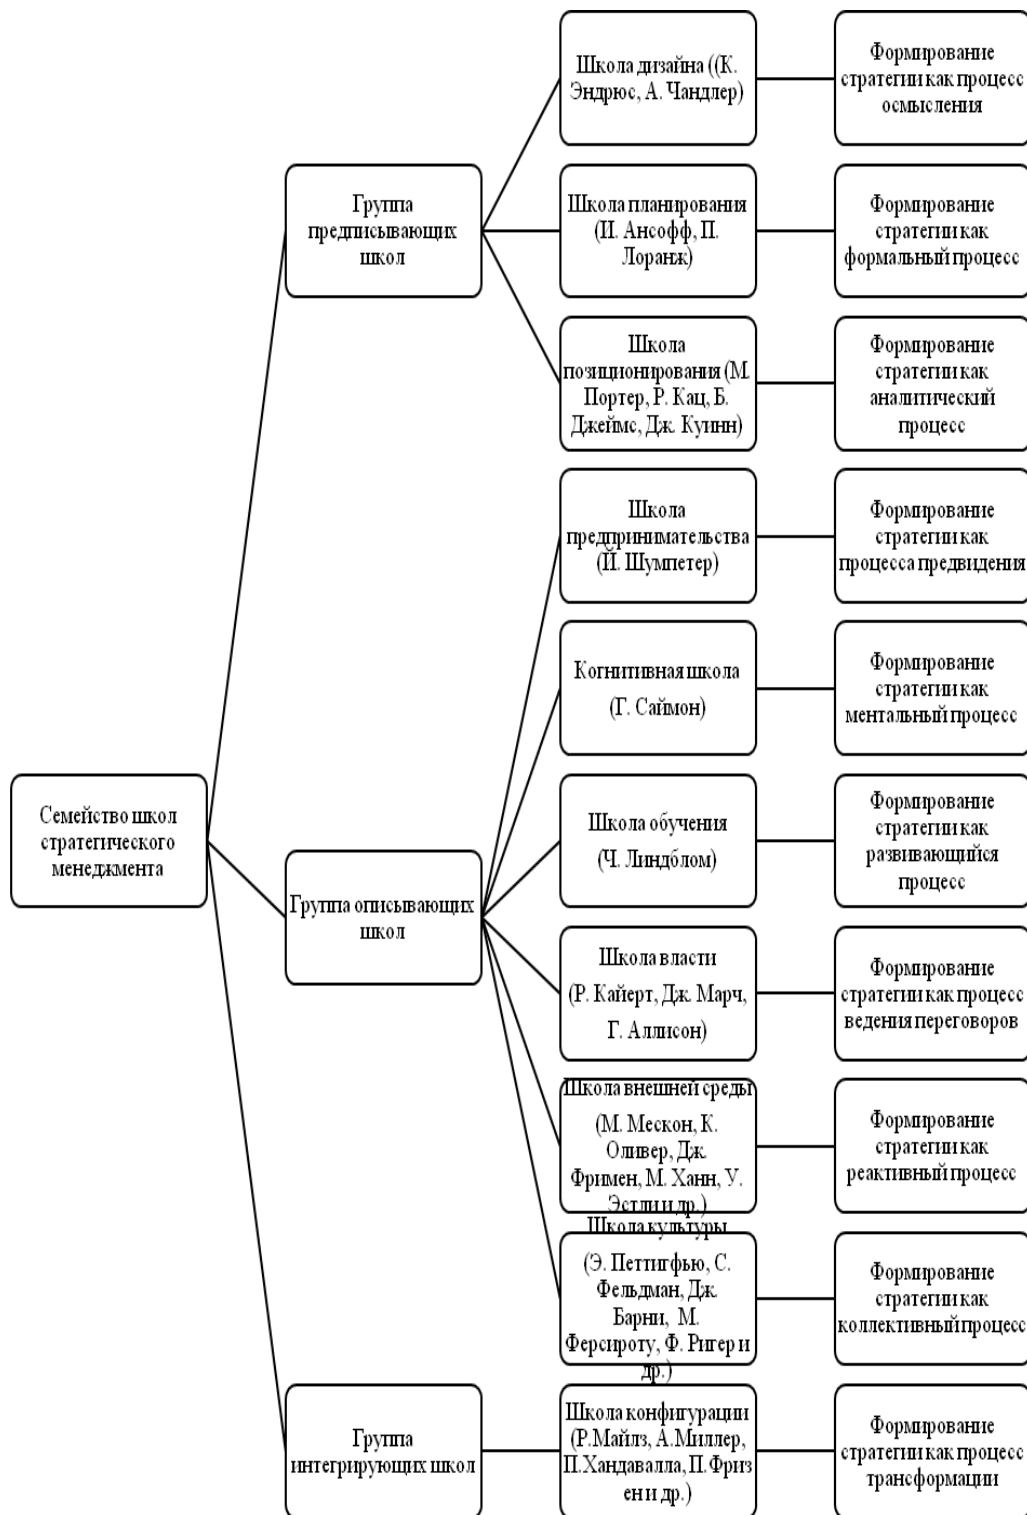 Семейство школ
стратегического
менеджмента
Группа
предписывающих
школ
Школа дизайна ((К.
Эндрюс, А. Чандлер)
Формирование
стратегии как процесс
осмысления
Школа планирования
(И. Ансофф, П.
Лоранж)
Формирование
стратегии как
формальный процесс
Школа
позиционирования (М.
Портер, Р. Кац, Б.
Джеймс, Дж. Куинн)
Формирование
стратегии как
аналитический
процесс
Группа описывающих
школ
Школа
предпринимательства
(Й. Шумпетер)
Формирование
стратегии как
процесса предвидения
Когнитивная школа
(Г. Саймон)
Формирование
стратегии как
ментальный процесс
Школа обучения
(Ч. Линдблом)
Формирование
стратегии как
развивающийся
процесс
Школа власти
(Р. Кайерт, Дж. Марч,
Г. Аллисон)
Формирование
стратегии как процесс
ведения переговоров
Школа внешней среды
(М. Мескон, К.
Оливер, Дж.
Фримен, М. Ханн, У.
Эстли и др.)
Формирование
стратегии как
реактивный процесс
Школа культуры
(Э. Петтигфью, С.
Фельдман, Дж.
Барни, М.
Ферсироту, Ф. Ригер и
др.)
Формирование
стратегии как
коллективный процесс
Группа
интегрирующих школ
Школа конфигурации
(Р.Майлз, А.Миллер,
П.Хандавалла, П.Фриз
ен и др.)
Формирование
стратегии как процесс
трансформации